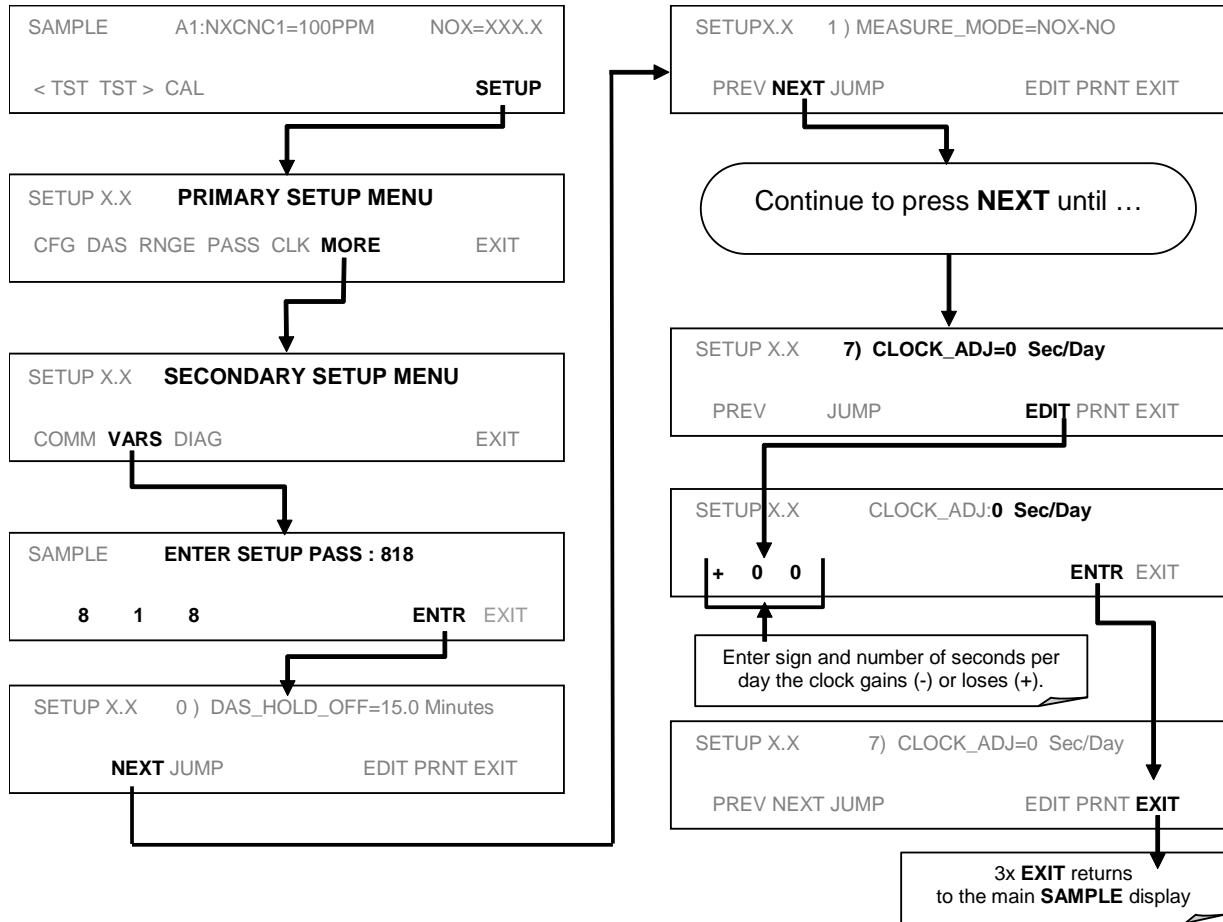 SAMPLE A1:NXCNC1=100PPM NOX=XXX.X
< TST TST > CAL SETUP
SETUP X.X PRIMARY SETUP MENU
CFG DAS RNGE PASS CLK MORE EXIT
SETUP X.X SECONDARY SETUP MENU
COMM VARS DIAG EXIT
SAMPLE ENTER SETUP PASS : 818
8 1 8 ENTR EXIT
SETUP X.X 0 ) DAS_HOLD_OFF=15.0 Minutes
NEXT JUMP EDIT PRNT EXIT
SETUPX.X 1 ) MEASURE_MODE=NOX-NO
PREV NEXT JUMP EDIT PRNT EXIT
Continue to press NEXT until …
SETUP X.X 7) CLOCK_ADJ=0 Sec/Day
PREV JUMP EDIT PRNT EXIT
SETUP X.X CLOCK_ADJ:0 Sec/Day
+ 0 0 ENTR EXIT
Enter sign and number of seconds per
day the clock gains (-) or loses (+).
SETUP X.X 7) CLOCK_ADJ=0 Sec/Day
PREV NEXT JUMP EDIT PRNT EXIT
3x EXIT returns
to the main SAMPLE display